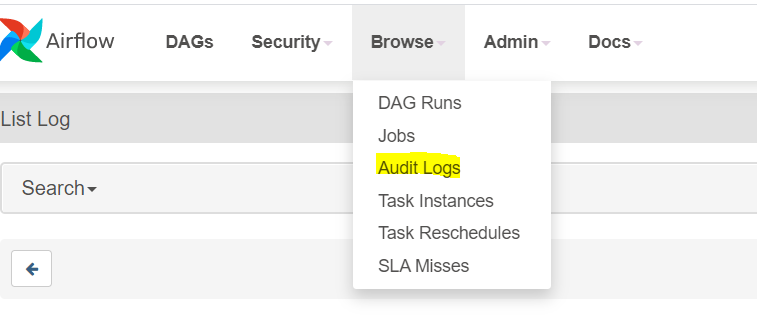 Airflow DAGs Security Browse Admin Docs
DAG Runs
List Log
Jobs
Audit Logs
Search
Task Instances
Task Reschedules
SLA Misses